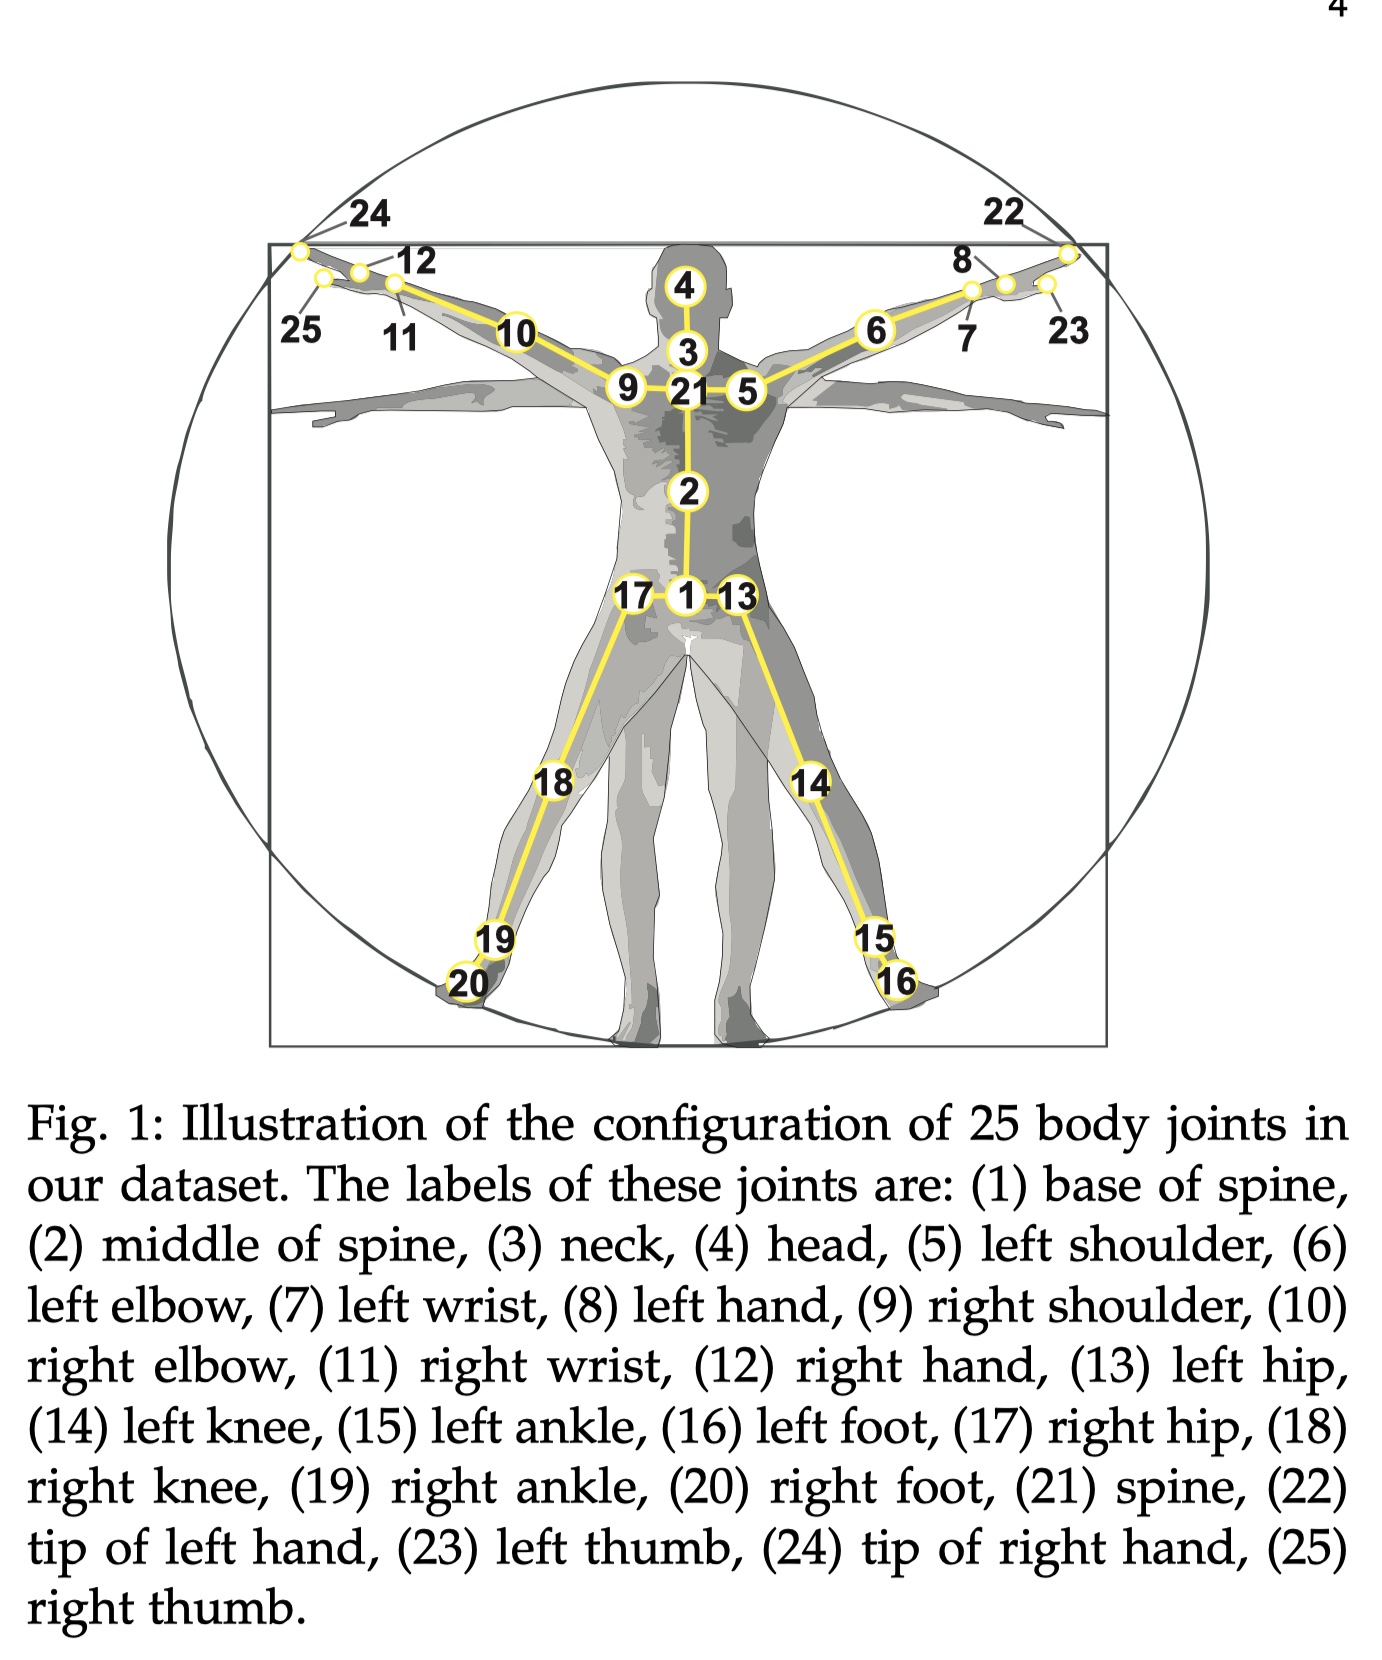 4
24
22
12
8
4
25
11
10
6
7
23
3
9
21
5
2
17
1
13
18
14
19
15
20
16
Fig. 1: Illustration of the configuration of 25 body joints in
our dataset. The labels of these joints are: (1) base of spine,
(2) middle of spine, (3) neck, (4) head, (5) left shoulder, (6)
left elbow, (7) left wrist, (8) left hand, (9) right shoulder, (10)
right elbow, (11) right wrist, (12) right hand, (13) left hip,
(14) left knee, (15) left ankle, (16) left foot, (17) right hip, (18)
right knee, (19) right ankle, (20) right foot, (21) spine, (22)
tip of left hand, (23) left thumb, (24) tip of right hand, (25)
right thumb.